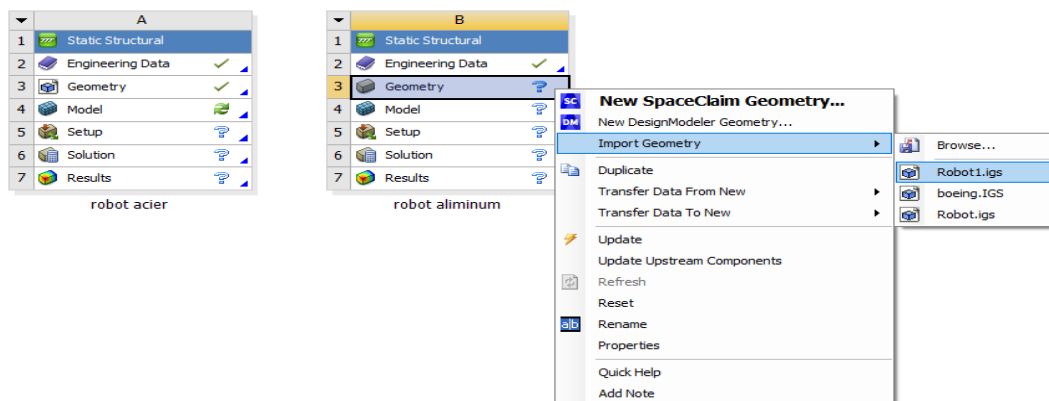 A
1 Static Structural
2 Engineering Data
3 Geometry
4 Model
5 Setup
6 Solution
7 Results
robot acier
B
1 Static Structural
2 Engineering Data
3 Geometry
4 Model
5 Setup
6 Solution
7 Results
robot aliminum
SC New SpaceClaim Geometry...
DM New DesignModeler Geometry...
Import Geometry
Duplicate
Transfer Data From New
Transfer Data To New
Update
Update Upstream Components
Refresh
Reset
a|b Rename
Properties
Quick Help
Add Note
Browse...
Robot1.igs
boeing.IGS
Robot.igs